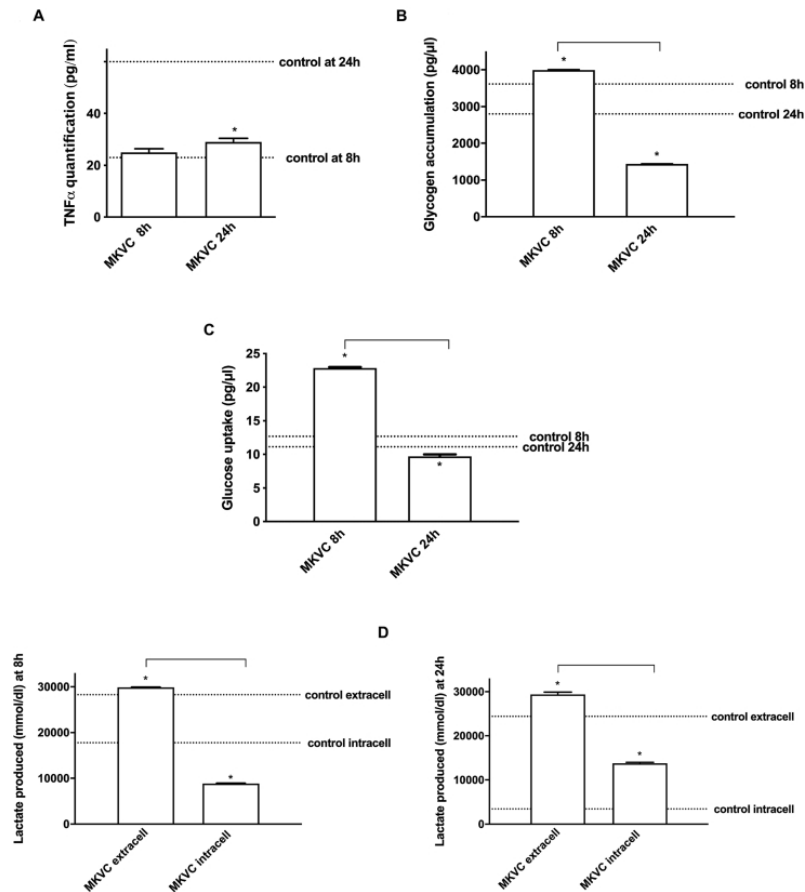 A
TNFα quantification (pg/ml)
40
20
0
control at 24h
control at 8h
*
MKVC 8h
MKVC 24h
B
Glycogen accumulation (pg/µl)
4000
3000
2000
1000
0
*
*
control 8h
control 24h
MKVC 8h
MKVC 24h
C
Glucose uptake (pg/µl)
25
20
15
10
5
0
*
*
control 8h
control 24h
MKVC 8h
MKVC 24h
D
Lactate produced (mmol/dl) at 8h
30000
20000
10000
0
*
*
control extracell
control intracell
MKVC extracell
MKVC intracell
Lactate produced (mmol/dl) at 24h
30000
20000
10000
0
*
*
control extracell
control intracell
MKVC extracell
MKVC intracell